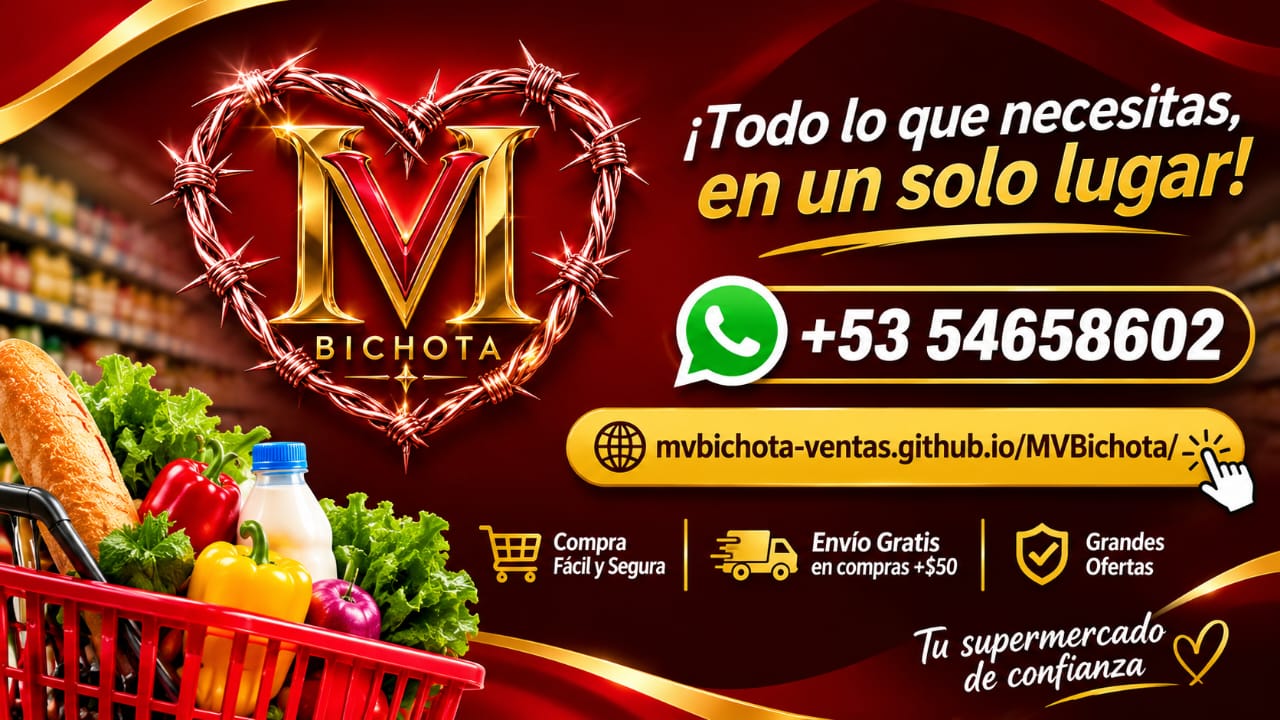 MV
BICHOTA
¡Todo lo que necesitas,
en un solo lugar!
+53 54658602
mvbichota-ventas.github.io/MVBichota/
Compra
Fácil y Segura
Envío Gratis
en compras +$50
Grandes
Ofertas
Tu supermercado
de confianza